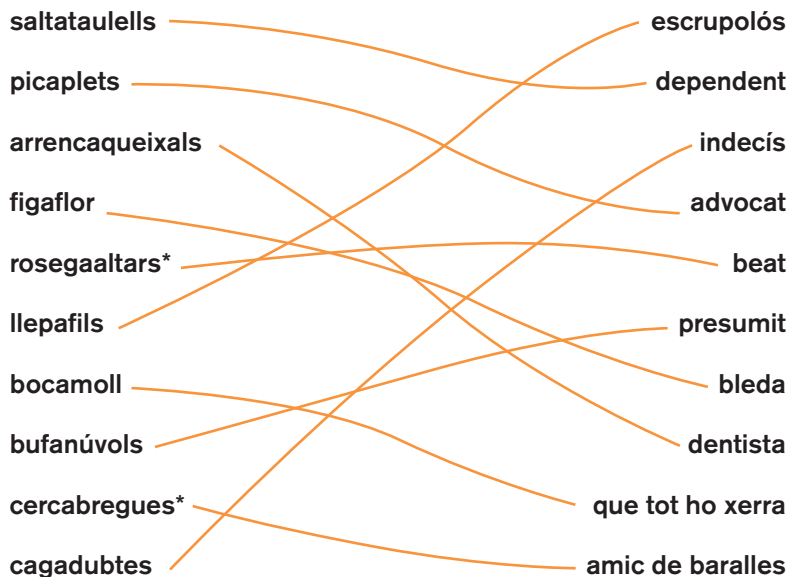 saltataulells escrupolós
picaplets dependent
arrencaqueixals indecís
figaflor advocat
rosegaaltars* beat
llepafils presumit
bocamoll bleda
bufanúvols dentista
cercabregues* que tot ho xerra
cagadubtes amic de baralles